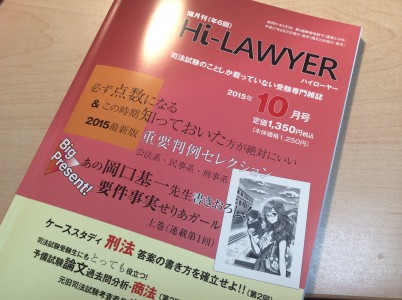 隔月刊(年6回)
Hi-LAWYER
ハイローヤー
司法試験のことしか載っていない受験専門雑誌
2015年10月号
定価1,350円税込
(本体価格1,250円)
必ず点数になる
&この時期知っておいた方が絶対にいい
2015最新版
重要判例セレクション
公法系・民事系・刑事系
Big Present!
あの岡口基一先生書きおろし
要件事実せりあガール
上巻(連載第1回)
ケーススタディ 刑法 答案の書き方を確立せよ!!
司法試験受験生にもとっても役立つ!
予備試験論文過去問分析・商法(第2回)